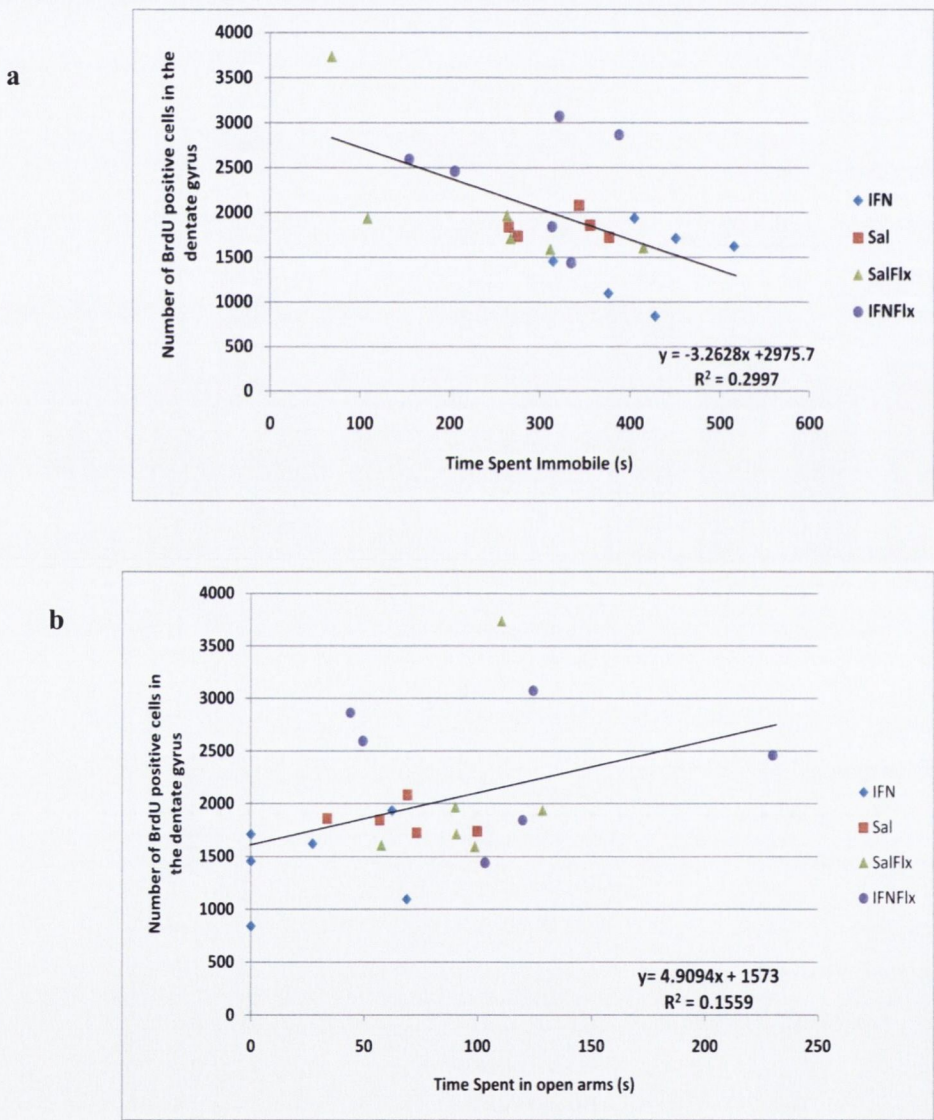 a
Number of BrdU positive cells in the
dentate gyrus
4000
3500
3000
2500
2000
1500
1000
500
0
0 100 200 300 400 500 600
Time Spent Immobile (s)
y = -3.2628x +2975.7
R² = 0.2997
IFN
Sal
SalFlx
IFNFlx
b
Number of BrdU positive cells in
the dentate gyrus
4000
3500
3000
2500
2000
1500
1000
500
0
0 50 100 150 200 250
Time Spent in open arms (s)
y= 4.9094x + 1573
R² = 0.1559
IFN
Sal
SalFlx
IFNFlx